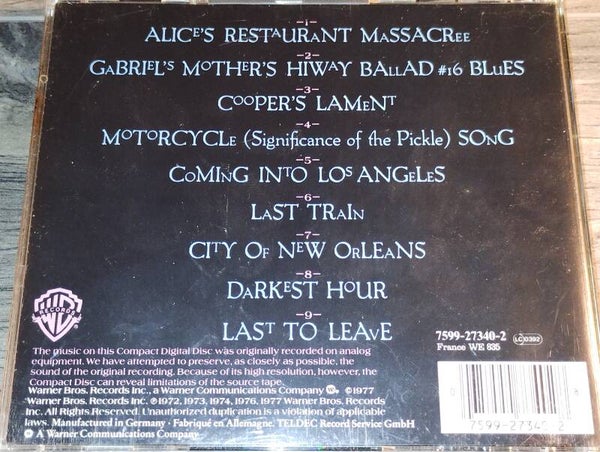 -1-
ALICE'S RESTAURANT MASSACREE
-2-
GABRIEL'S MOTHER'S HIWAY BALLAD #16 BLUES
-3-
COOPER'S LAMENT
-4-
MOTORCYCLE (Significance of the Pickle) SONG
-5-
COMING INTO LOS ANGELES
-6-
LAST TRAIN
-7-
CITY OF NEW ORLEANS
-8-
DARKEST HOUR
-9-
LAST TO LEAVE
WB
RECORDS
7599-27340-2
LC 0392
France WE 835
The music on this Compact Digital Disc was originally recorded on analog
equipment. We have attempted to preserve, as closely as possible, the
sound of the original recording. Because of its high resolution, however, the
Compact Disc can reveal limitations of the source tape.
Warner Bros. Records Inc., a Warner Communications Company ©1977
Warner Bros. Records Inc. ℗1972, 1973, 1974, 1976, 1977 Warner Bros. Records
Inc. All Rights Reserved. Unauthorized duplication is a violation of applicable
laws. Manufactured in Germany · Fabriqué en Allemagne. TELDEC Record Service GmbH
A Warner Communications Company
0 7599-27340 2